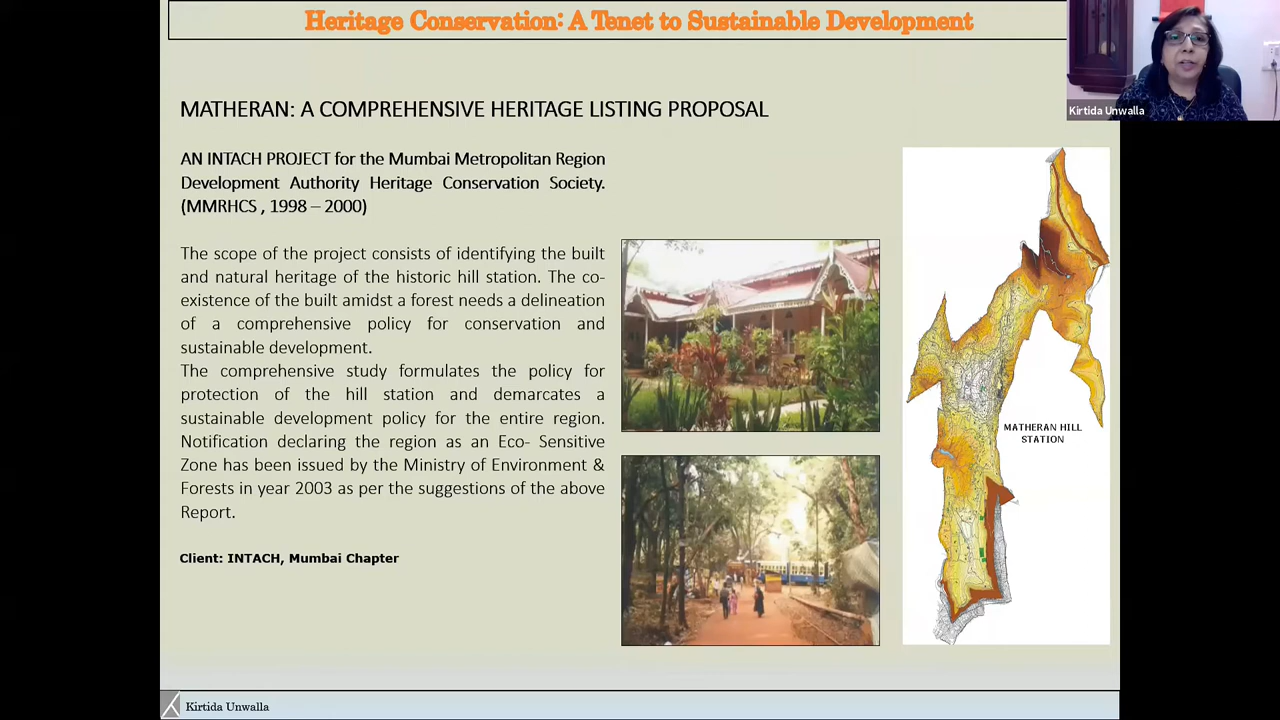 Heritage Conservation: A Tenet to Sustainable Development
Kirtida Unwalla
MATHERAN: A COMPREHENSIVE HERITAGE LISTING PROPOSAL
AN INTACH PROJECT for the Mumbai Metropolitan Region
Development Authority Heritage Conservation Society.
(MMRHCS , 1998 – 2000)
The scope of the project consists of identifying the built
and natural heritage of the historic hill station. The co-
existence of the built amidst a forest needs a delineation
of a comprehensive policy for conservation and
sustainable development.
The comprehensive study formulates the policy for
protection of the hill station and demarcates a
sustainable development policy for the entire region.
Notification declaring the region as an Eco- Sensitive
Zone has been issued by the Ministry of Environment &
Forests in year 2003 as per the suggestions of the above
Report.
Client: INTACH, Mumbai Chapter
MATHERAN HILL
STATION
Kirtida Unwalla